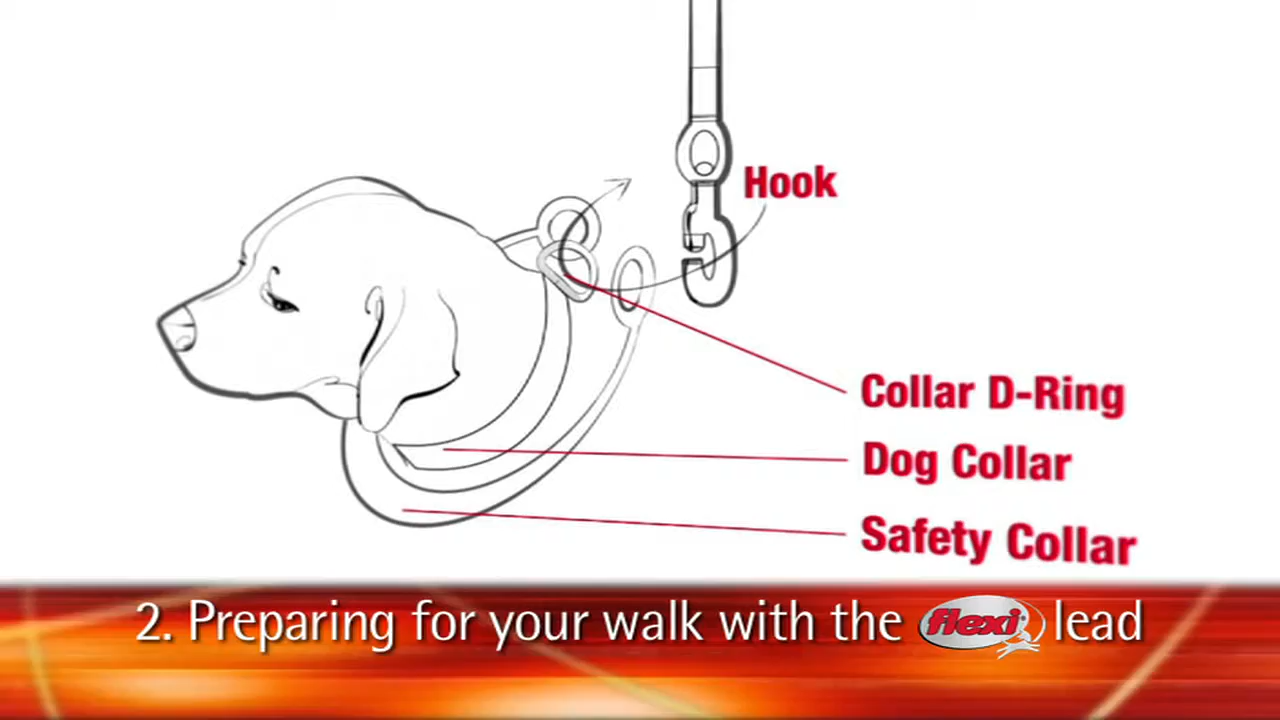 Hook
Collar D-Ring
Dog Collar
Safety Collar
2. Preparing for your walk with the flexi lead